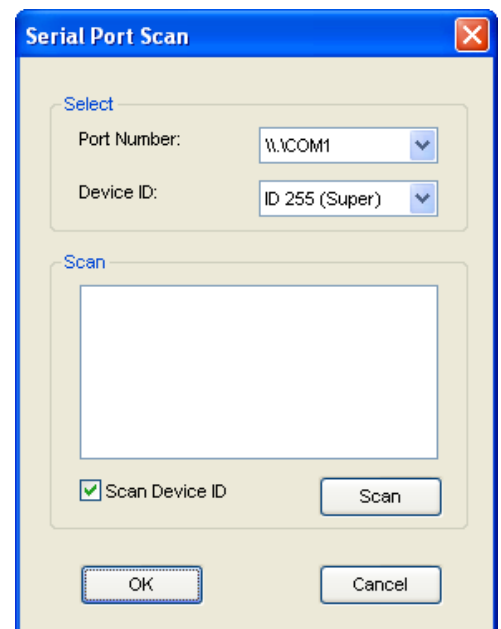 Serial Port Scan
Select
Port Number: \\.\COM1
Device ID: ID 255 (Super)
Scan
Scan Device ID Scan
OK Cancel